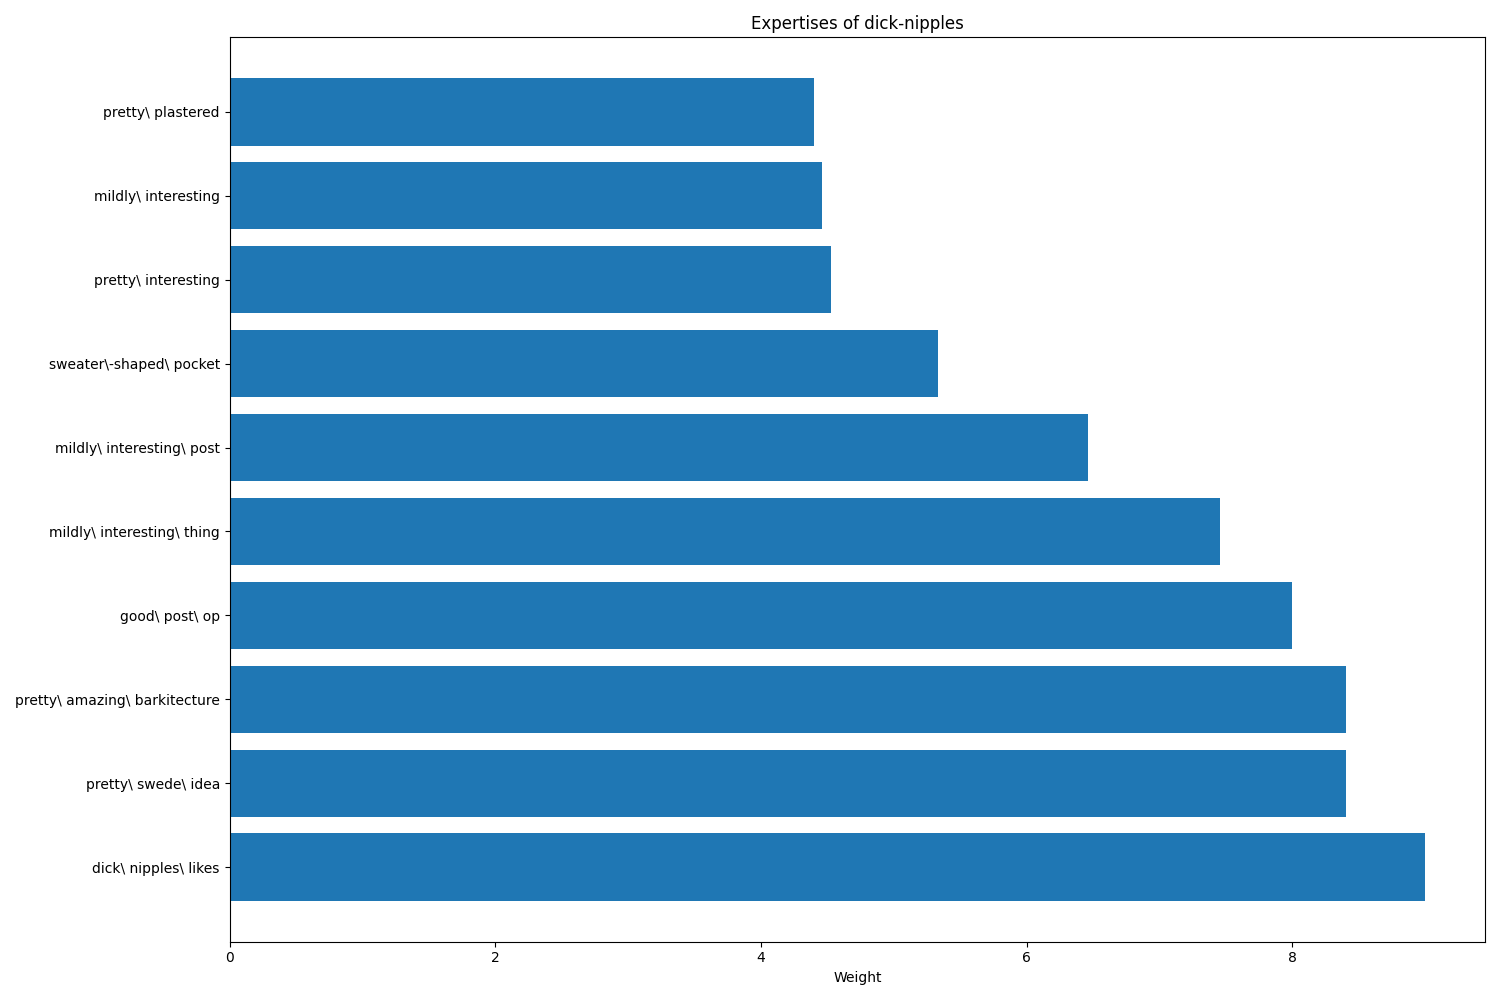 Expertises of dick-nipples
pretty\ plastered
mildly\ interesting
pretty\ interesting
sweater\-shaped\ pocket
mildly\ interesting\ post
mildly\ interesting\ thing
good\ post\ op
pretty\ amazing\ barkitecture
pretty\ swede\ idea
dick\ nipples\ likes
0 2 4 6 8
Weight